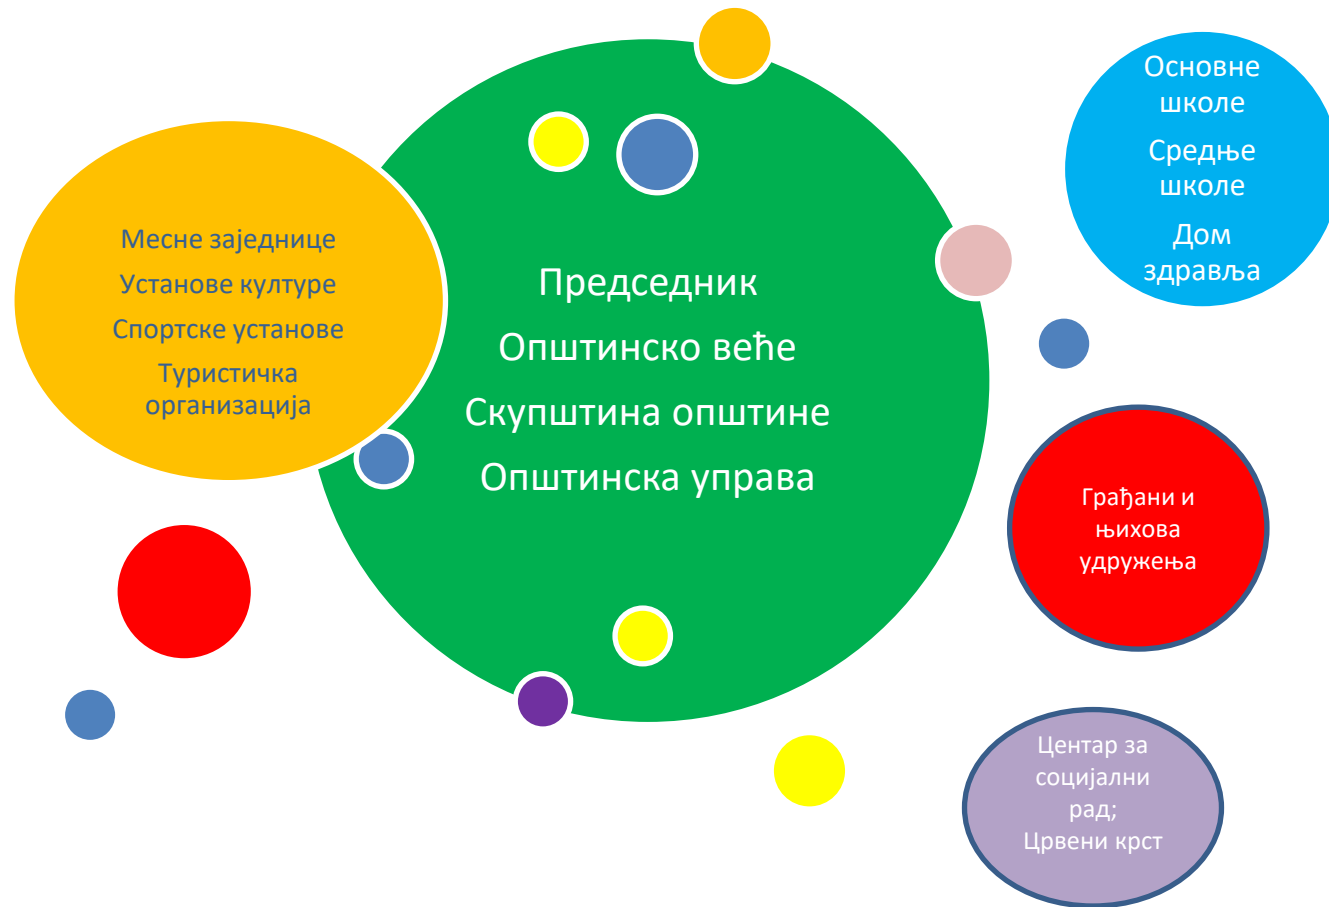 Месне заједнице
Установе културе
Спортске установе
Туристичка
организација
Председник
Општинско веће
Скупштина општине
Општинска управа
Основне
школе
Средње
школе
Дом
здравља
Грађани и
њихова
удружења
Центар за
социјални
рад;
Црвени крст